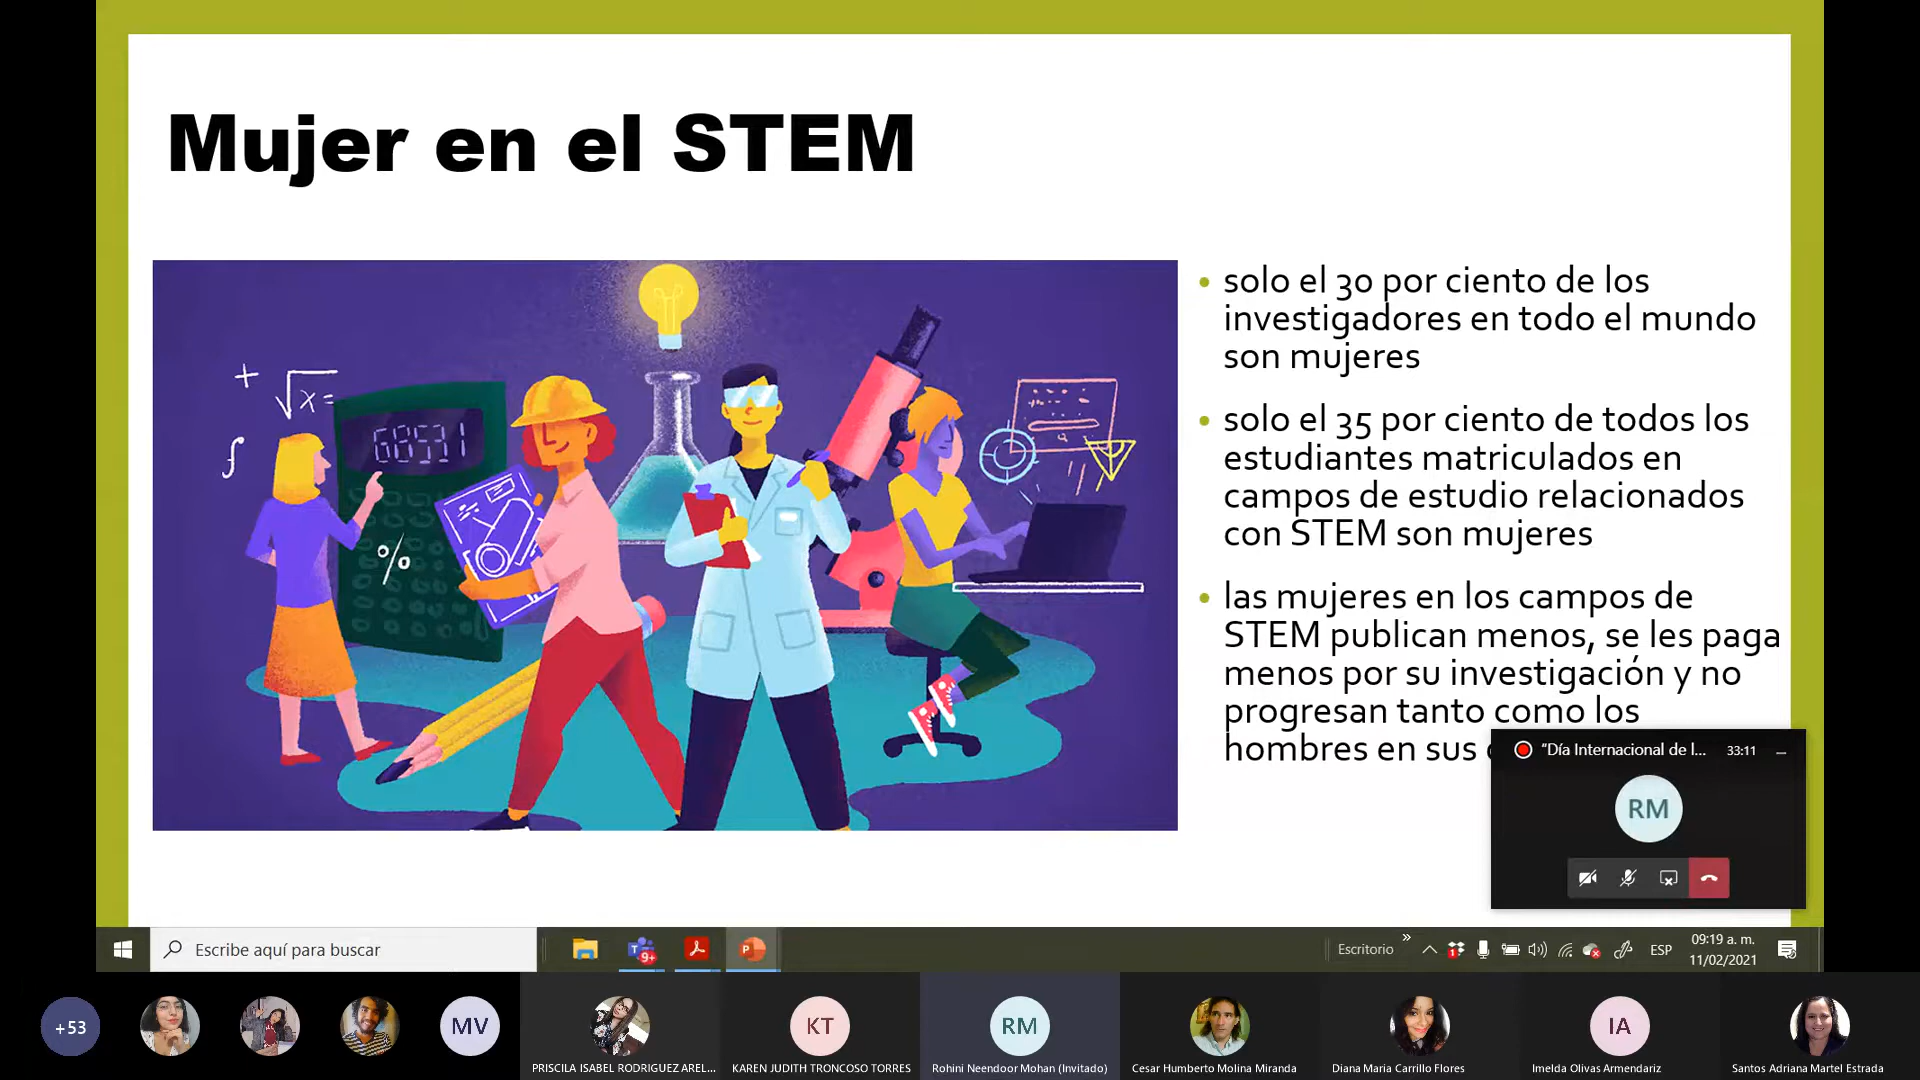 Mujer en el STEM
+
√x=
f
68531
%
• solo el 30 por ciento de los
investigadores en todo el mundo
son mujeres
• solo el 35 por ciento de todos los
estudiantes matriculados en
campos de estudio relacionados
con STEM son mujeres
• las mujeres en los campos de
STEM publican menos, se les paga
menos por su investigación y no
progresan tanto como los
hombres en sus
"Día Internacional de l... 33:11
RM
Escribe aquí para buscar
9+
Escritorio
»
1
ESP
09:19 a. m.
11/02/2021
+53
MV
KT
RM
IA
PRISCILA ISABEL RODRIGUEZ AREL...
KAREN JUDITH TRONCOSO TORRES
Rohini Neendoor Mohan (Invitado)
Cesar Humberto Molina Miranda
Diana Maria Carrillo Flores
Imelda Olivas Armendariz
Santos Adriana Martel Estrada